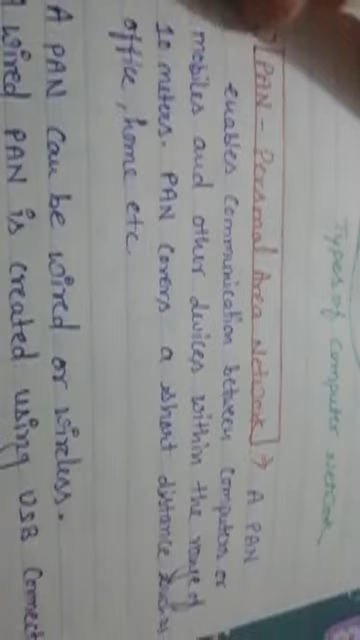 Types of Computer Network
[PAN - Personal Area Network] → A PAN
enables communication between computers or
mobiles and other devices within the range of
10 meters. PAN covers a short distance
office, home etc.
A PAN can be wired or wireless.
A wired PAN is created using USB Connect